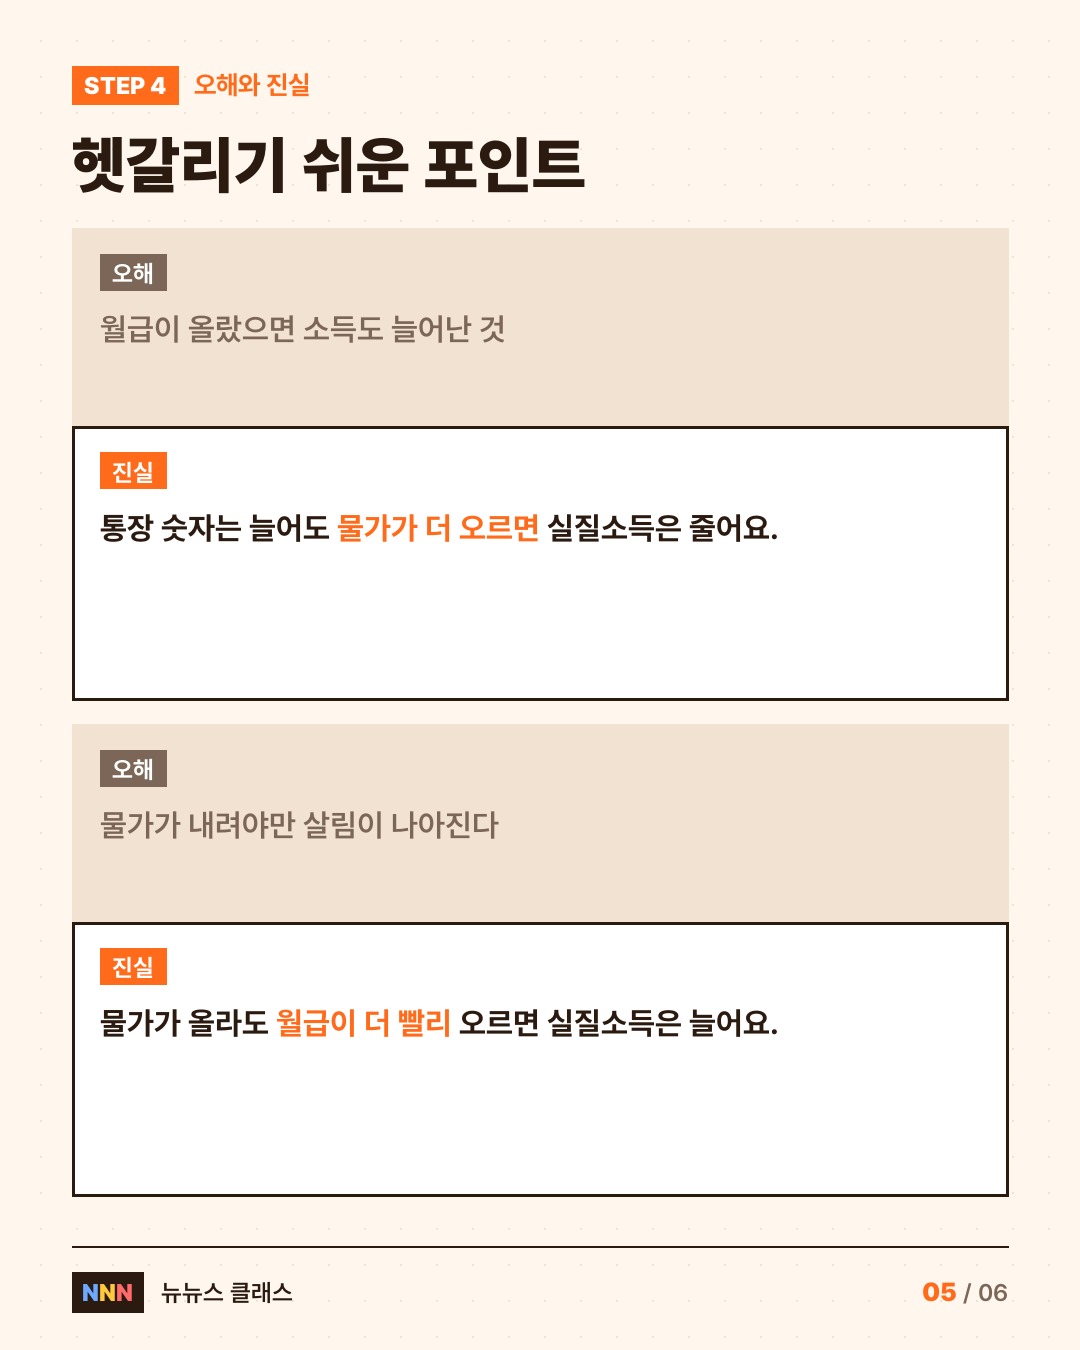 STEP 4 오해와 진실
헷갈리기 쉬운 포인트
오해
월급이 올랐으면 소득도 늘어난 것
진실
통장 숫자는 늘어도 물가가 더 오르면 실질소득은 줄어요.
오해
물가가 내려야만 살림이 나아진다
진실
물가가 올라도 월급이 더 빨리 오르면 실질소득은 늘어요.
NNN 뉴뉴스 클래스
05 / 06